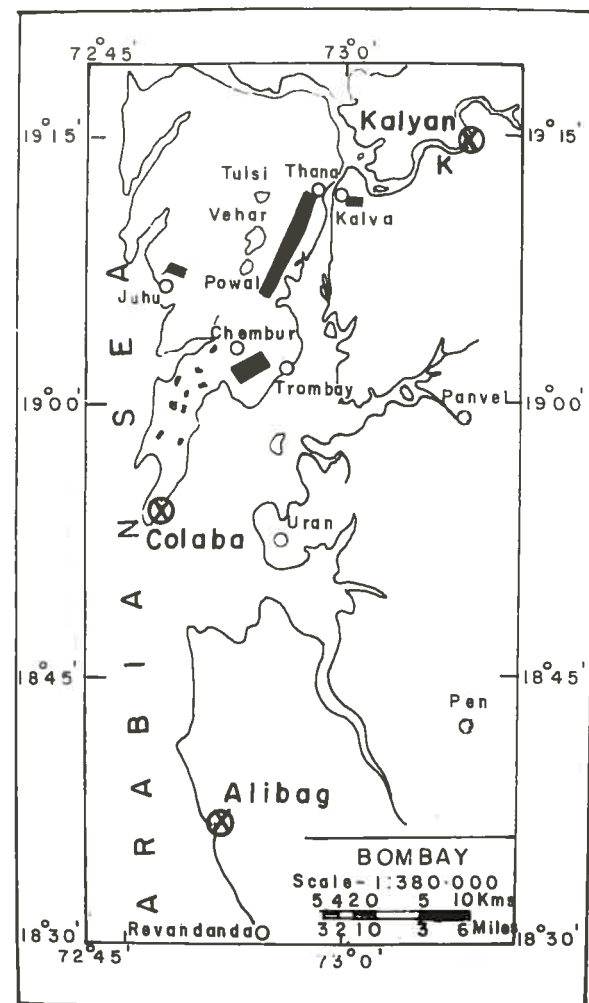 72°45'
73°0'
19°15'
Kalyan
19°15'
K
Thana
Tulsi
Kalva
Vehar
Powai
Juhu
Chembur
Trombay
19°00'
Panvel
19°00'
Colaba
Uran
18°45'
18°45'
Pen
Alibag
ARABIAN SEA
BOMBAY
Scale-1:380·000
5 4 2 0 5 10 Kms
3 2 1 0 3 6 Miles
Revandanda
18°30'
18°30'
72°45'
73°0'